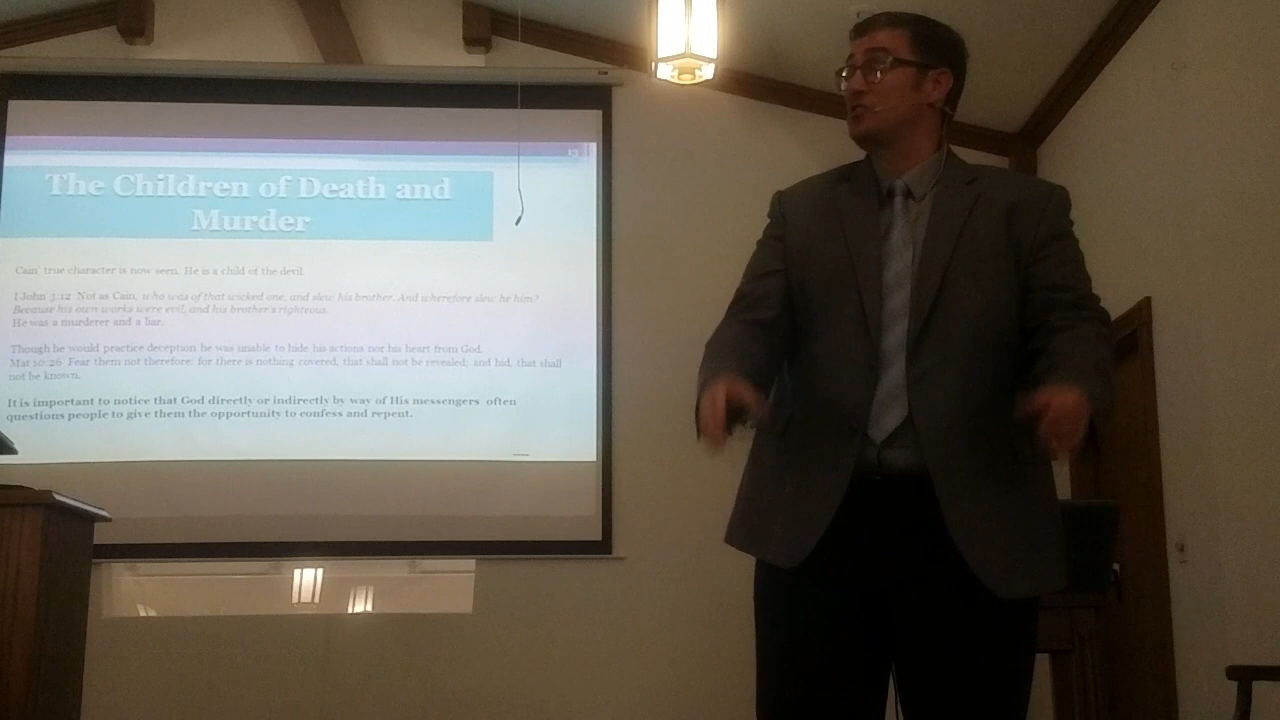 The Children of Death and
Murder
Cain' true character is now seen. He is a child of the devil.
1 John 3:12 Not as Cain, who was of that wicked one, and slew his brother. And wherefore slew he him?
Because his own works were evil, and his brother's righteous.
He was a murderer and a liar.
Though he would practice deception he was unable to hide his actions nor his heart from God.
Mat 10:26 Fear them not therefore: for there is nothing covered, that shall not be revealed; and hid, that shall
not be known.
It is important to notice that God directly or indirectly by way of His messengers often
questions people to give them the opportunity to confess and repent.